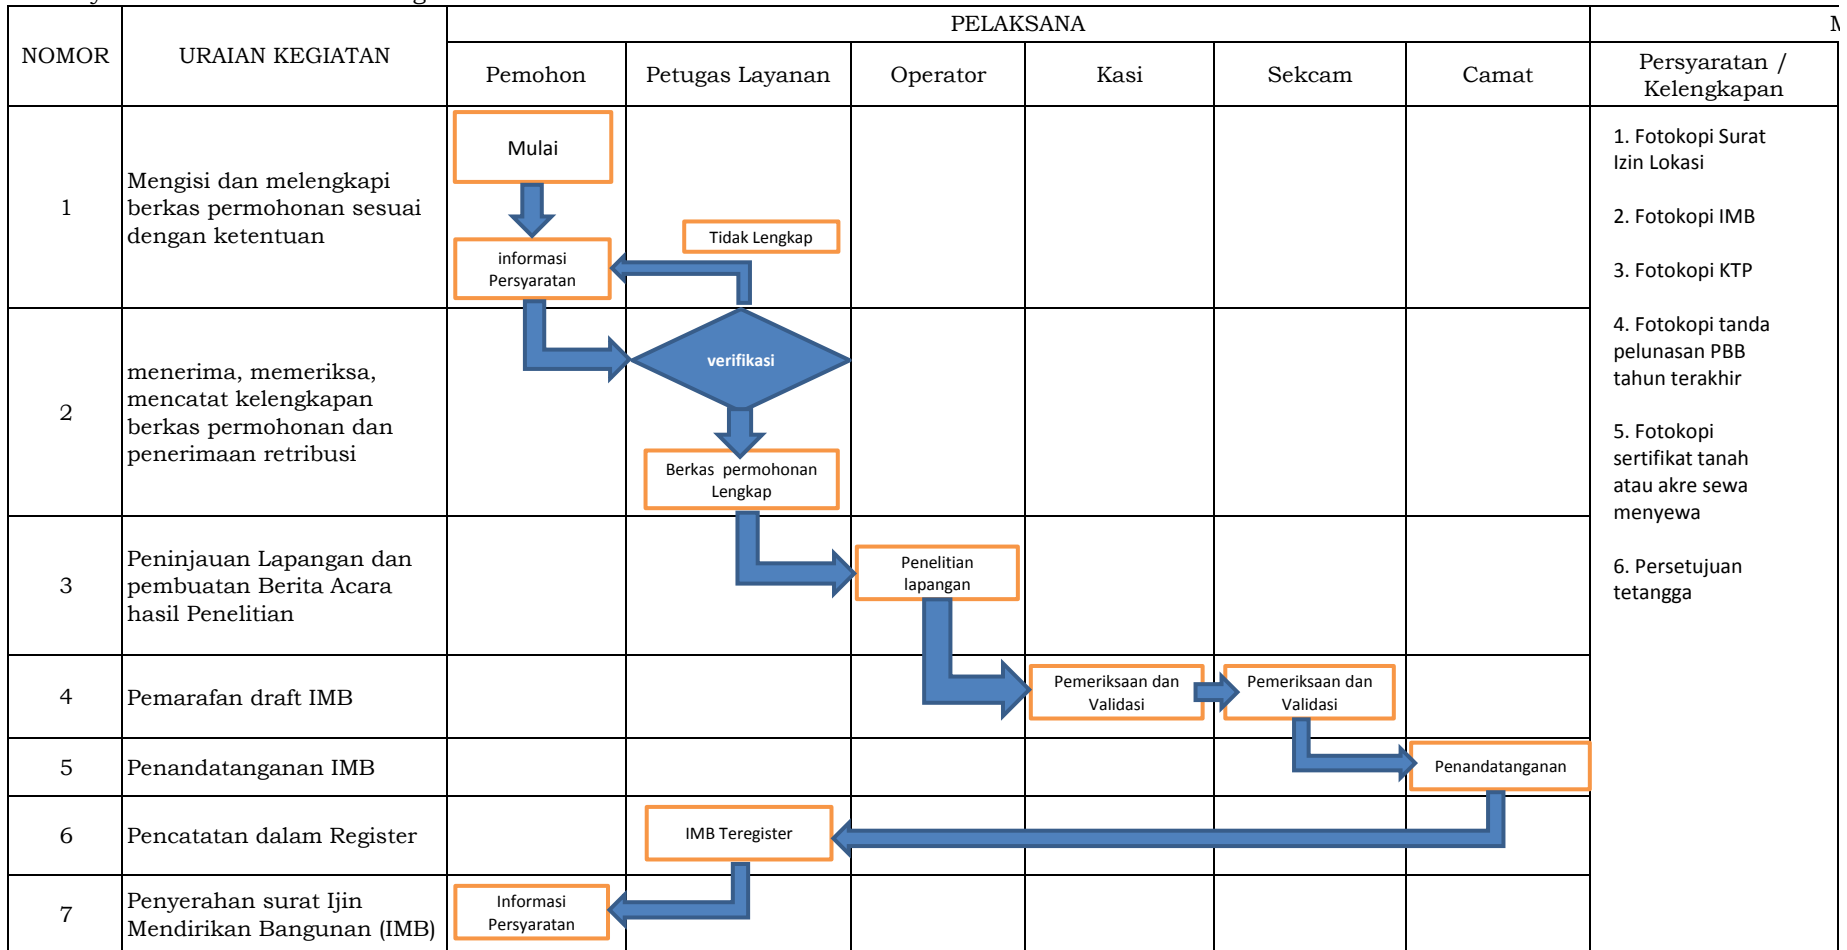 PELAKSANA
M
NOMOR
URAIAN KEGIATAN
Pemohon
Petugas Layanan
Operator
Kasi
Sekcam
Camat
Persyaratan /
Kelengkapan
1
Mengisi dan melengkapi
berkas permohonan sesuai
dengan ketentuan
Mulai
informasi
Persyaratan
Tidak Lengkap
1. Fotokopi Surat
Izin Lokasi
2. Fotokopi IMB
3. Fotokopi KTP
4. Fotokopi tanda
pelunasan PBB
tahun terakhir
5. Fotokopi
sertifikat tanah
atau akre sewa
menyewa
6. Persetujuan
tetangga
2
menerima, memeriksa,
mencatat kelengkapan
berkas permohonan dan
penerimaan retribusi
verifikasi
Berkas permohonan
Lengkap
3
Peninjauan Lapangan dan
pembuatan Berita Acara
hasil Penelitian
Penelitian
lapangan
4
Pemarafan draft IMB
Pemeriksaan dan
Validasi
Pemeriksaan dan
Validasi
5
Penandatanganan IMB
Penandatanganan
6
Pencatatan dalam Register
IMB Teregister
7
Penyerahan surat Ijin
Mendirikan Bangunan (IMB)
Informasi
Persyaratan